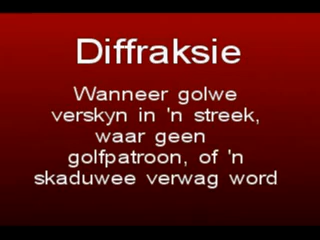 Diffraksie
Wanneer golwe
verskyn in 'n streek,
waar geen
golfpatroon, of 'n
skaduwee verwag word